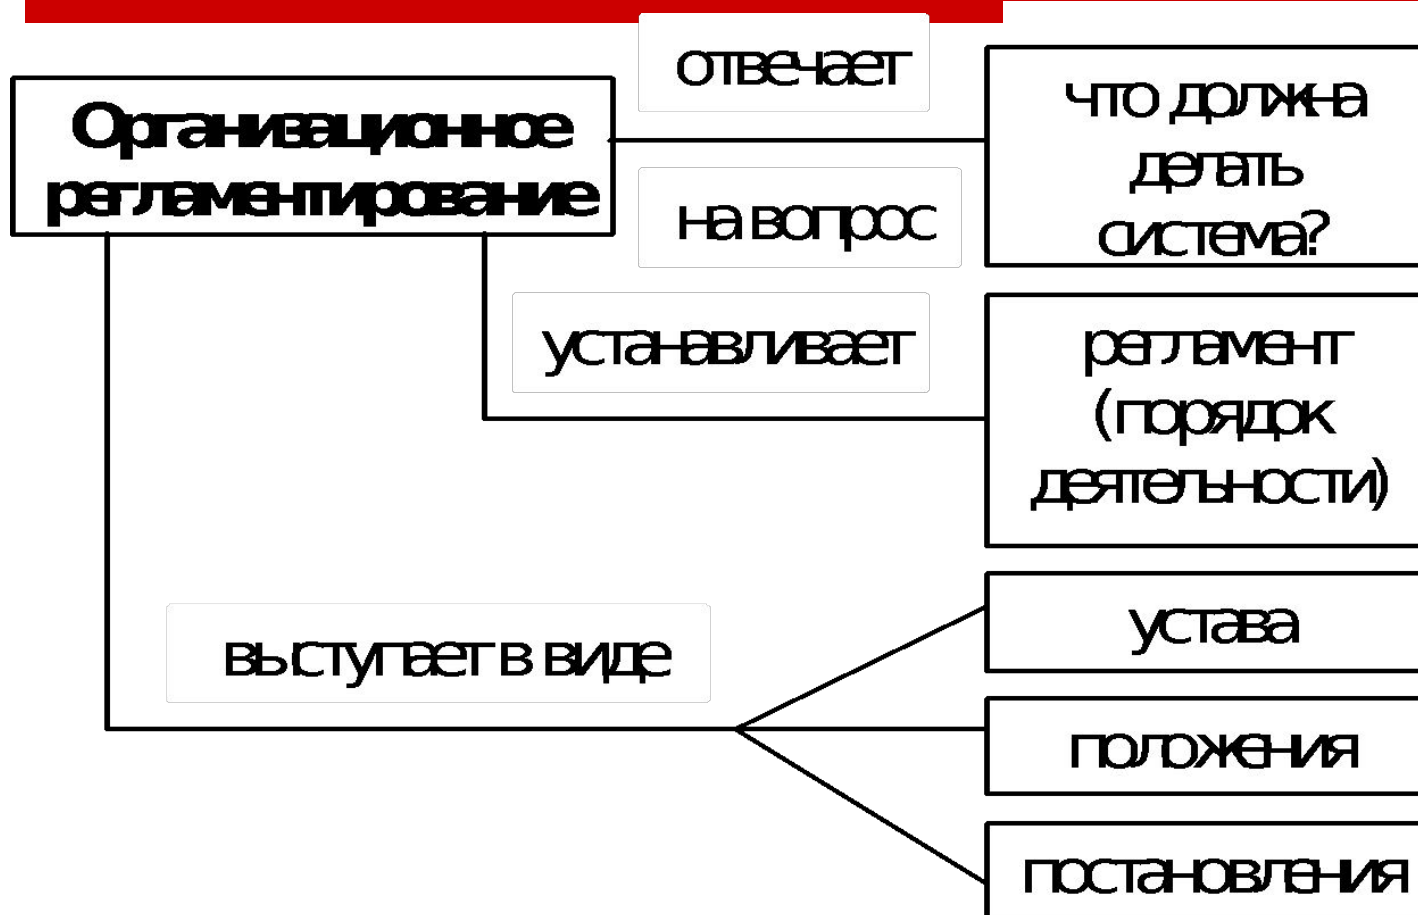 Организационное
регламентирование
отвечает
на вопрос
что должна
делать
система?
устанавливает
регламент
(порядок
деятельности)
выступает в виде
устава
положения
постановления